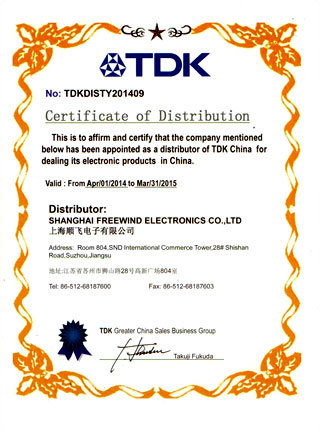 TDK
No: TDKDISTY201409
Certificate of Distribution
This is to affirm and certify that the company mentioned
below has been appointed as a distributor of TDK China for
dealing its electronic products in China.
Valid : From Apr/01/2014 to Mar/31/2015
Distributor:
SHANGHAI FREEWIND ELECTRONICS CO.,LTD
上海顺飞电子有限公司
Address: Room 804,SND International Commerce Tower,28# Shishan
Road,Suzhou,Jiangsu
地址:江苏省苏州市狮山路28号高新广场804室
Tel: 86-512-68187600 Fax: 86-512-68187603
TDK Greater China Sales Business Group
Takuji Fukuda